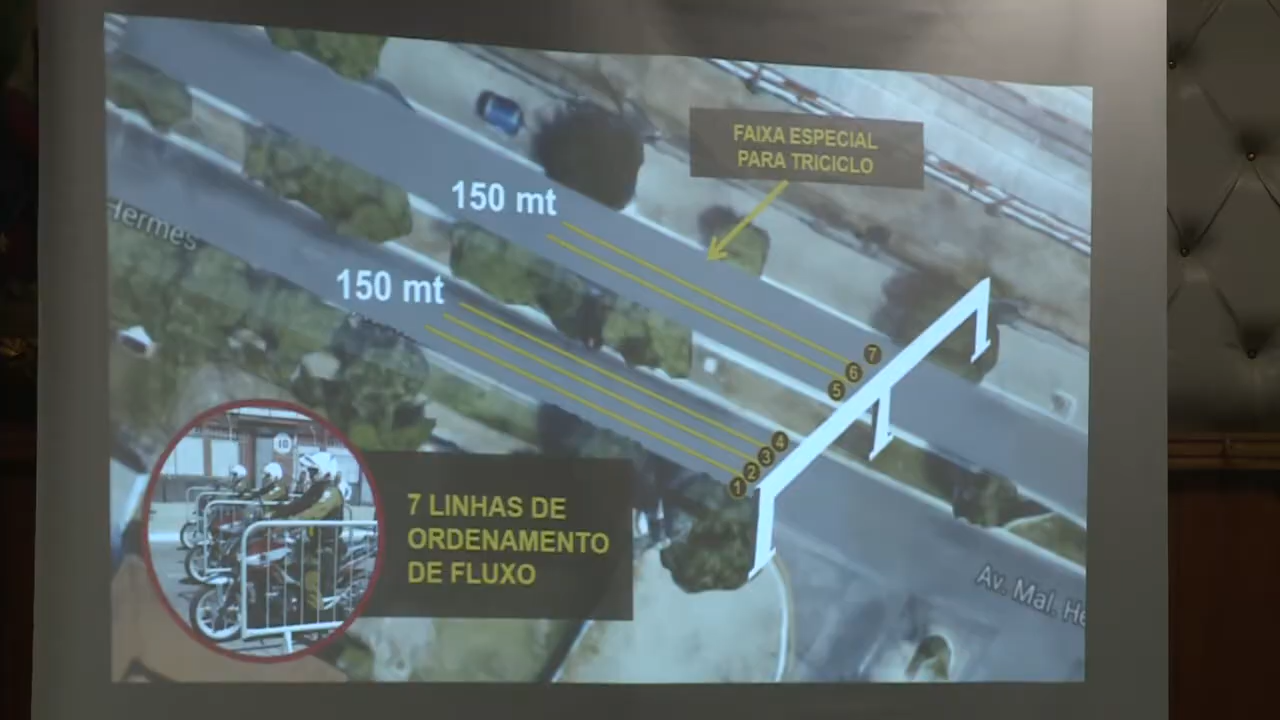 FAIXA ESPECIAL
PARA TRICICLO
150 mt
Hermes
150 mt
7
6
5
4
3
2
1
10
7 LINHAS DE
ORDENAMENTO
DE FLUXO
Av. Mal. He